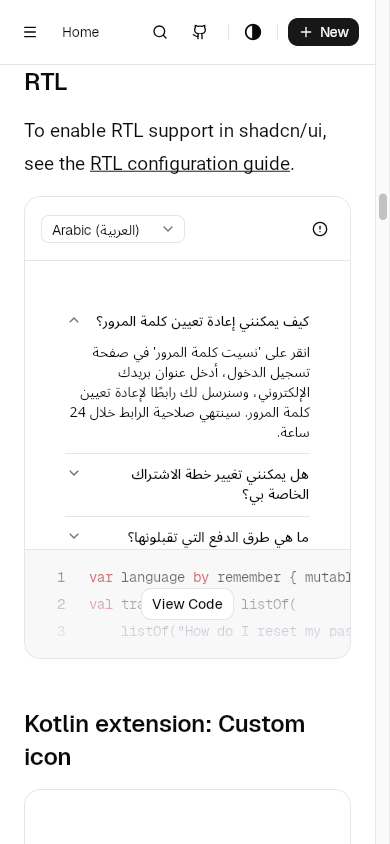 Home
New
RTL
To enable RTL support in shadcn/ui,
see the RTL configuration guide.
Arabic (العربية)
كيف يمكنني إعادة تعيين كلمة المرور؟
انقر على 'نسيت كلمة المرور' في صفحة
تسجيل الدخول، أدخل عنوان بريدك
الإلكتروني، وسنرسل لك رابطًا لإعادة تعيين
كلمة المرور. سينتهي صلاحية الرابط خلال 24
ساعة.
هل يمكنني تغيير خطة الاشتراك
الخاصة بي؟
ما هي طرق الدفع التي تقبلونها؟
1 var language by remember { mutabl
2 val tra
View Code
listOf(
3 listOf("How do I reset my pas
Kotlin extension: Custom
icon